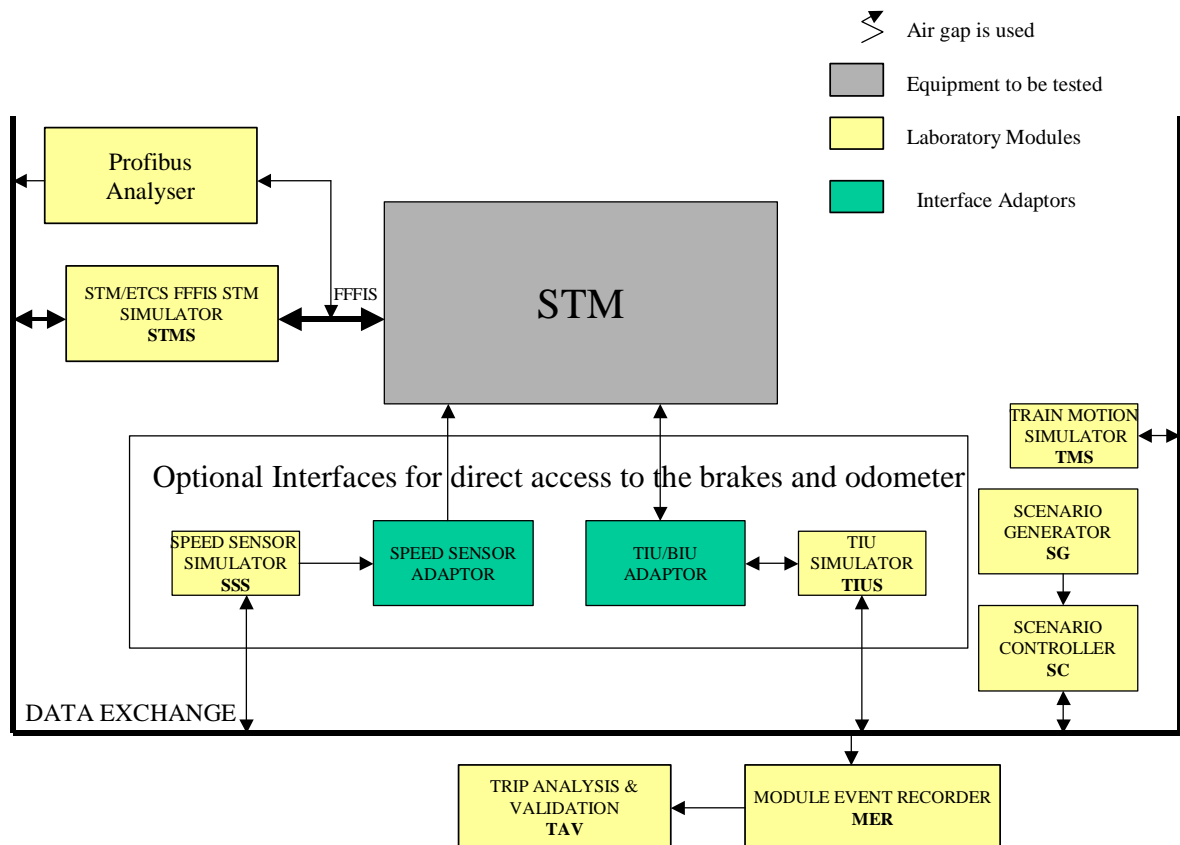 Air gap is used
Equipment to be tested
Laboratory Modules
Interface Adaptors
Profibus
Analyser
STM/ETCS FFFIS STM
SIMULATOR
STMS
FFFIS
STM
TRAIN MOTION
SIMULATOR
TMS
Optional Interfaces for direct access to the brakes and odometer
SPEED SENSOR
SIMULATOR
SSS
SPEED SENSOR
ADAPTOR
TIU/BIU
ADAPTOR
TIU
SIMULATOR
TIUS
SCENARIO
GENERATOR
SG
SCENARIO
CONTROLLER
SC
DATA EXCHANGE
TRIP ANALYSIS &
VALIDATION
TAV
MODULE EVENT RECORDER
MER